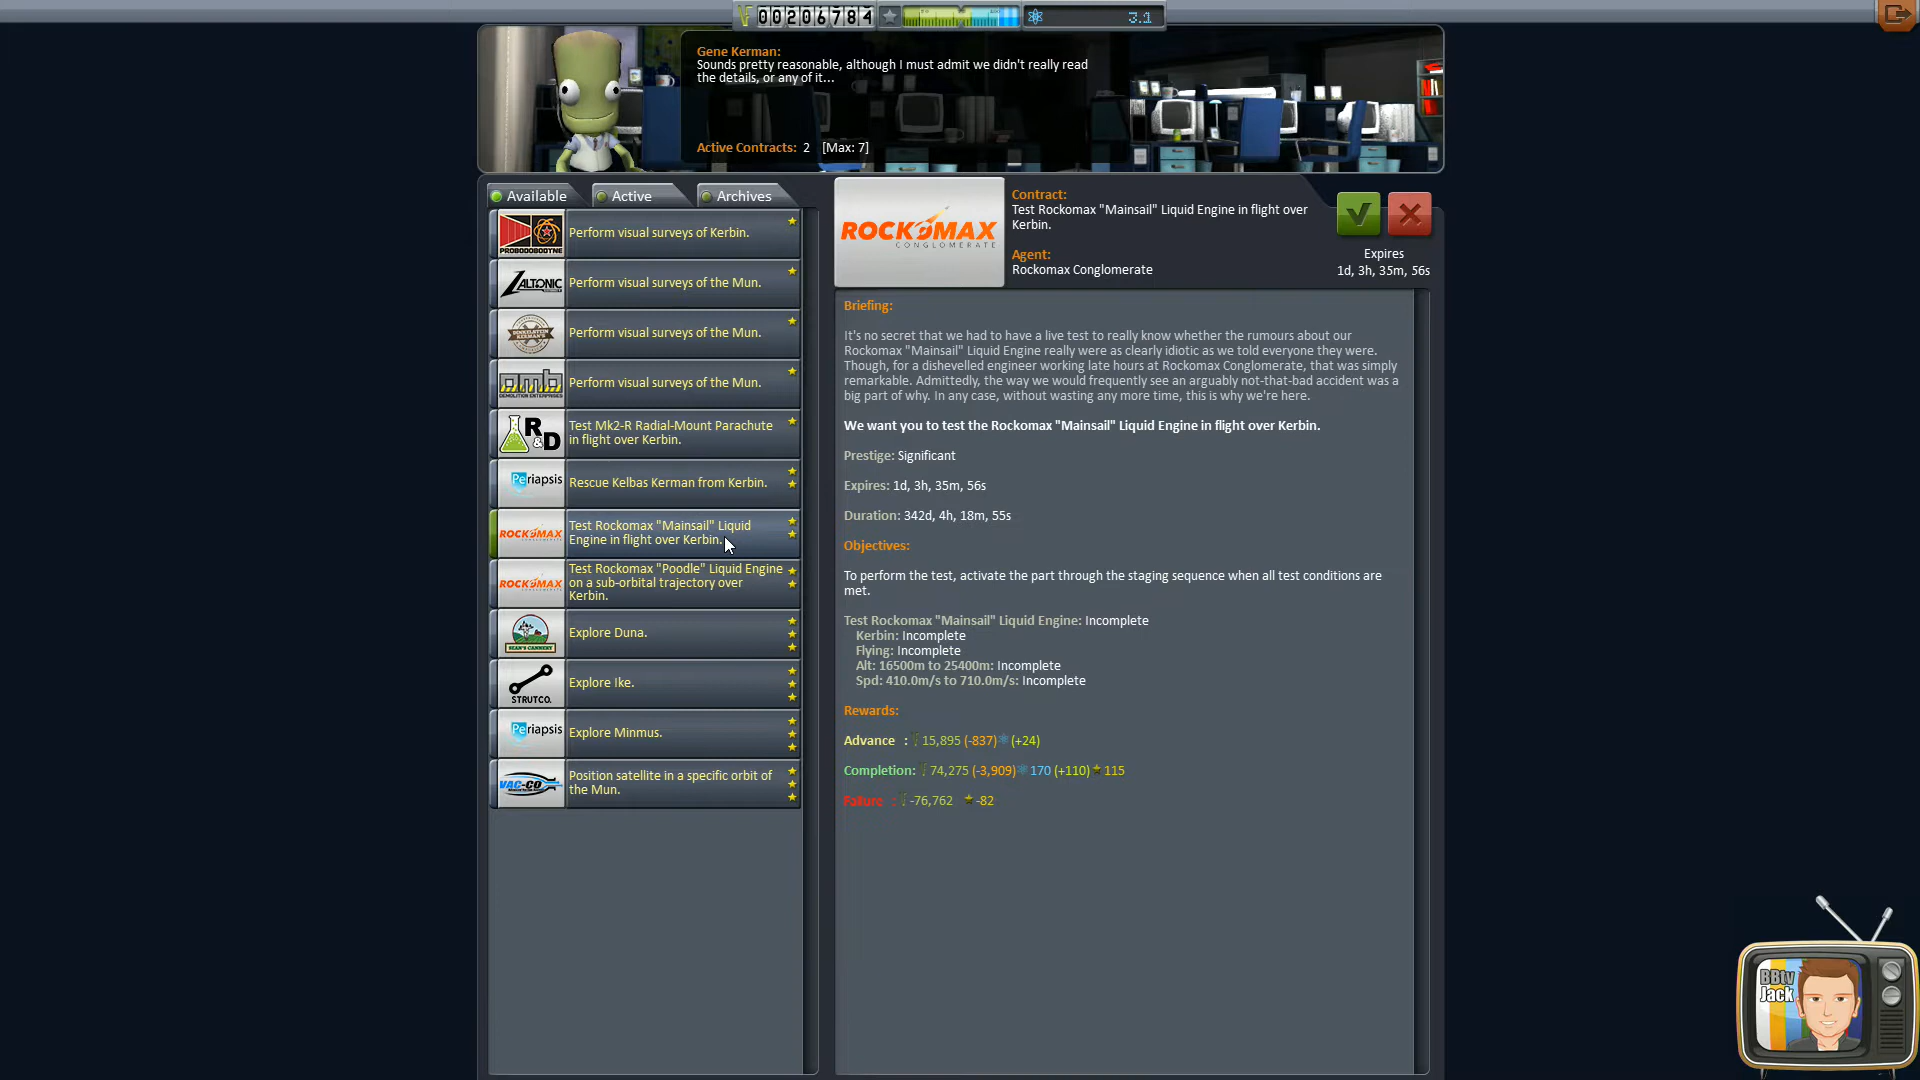 00206784
3.1
Gene Kerman:
Sounds pretty reasonable, although I must admit we didn't really read
the details, or any of it...
Active Contracts: 2 [Max: 7]
Available
Active
Archives
PROBODOBODYNE
Perform visual surveys of Kerbin.
ZALTONIC
Perform visual surveys of the Mun.
Perform visual surveys of the Mun.
OMB
DEMOLITION ENTERPRISES
Perform visual surveys of the Mun.
R&D
Test Mk2-R Radial-Mount Parachute
in flight over Kerbin.
Periapsis
Rescue Kelbas Kerman from Kerbin.
ROCKOMAX
Test Rockomax "Mainsail" Liquid
Engine in flight over Kerbin.
ROCKOMAX
Test Rockomax "Poodle" Liquid Engine
on a sub-orbital trajectory over
Kerbin.
SEAN'S CANNERY
Explore Duna.
STRUTCO.
Explore Ike.
Periapsis
Explore Minmus.
VAC-CO
Position satellite in a specific orbit of
the Mun.
ROCKOMAX
CONGLOMERATE
Contract:
Test Rockomax "Mainsail" Liquid Engine in flight over
Kerbin.
Agent:
Rockomax Conglomerate
Expires
1d, 3h, 35m, 56s
Briefing:
It's no secret that we had to have a live test to really know whether the rumours about our
Rockomax "Mainsail" Liquid Engine really were as clearly idiotic as we told everyone they were.
Though, for a dishevelled engineer working late hours at Rockomax Conglomerate, that was simply
remarkable. Admittedly, the way we would frequently see an arguably not-that-bad accident was a
big part of why. In any case, without wasting any more time, this is why we're here.
We want you to test the Rockomax "Mainsail" Liquid Engine in flight over Kerbin.
Prestige: Significant
Expires: 1d, 3h, 35m, 56s
Duration: 342d, 4h, 18m, 55s
Objectives:
To perform the test, activate the part through the staging sequence when all test conditions are
met.
Test Rockomax "Mainsail" Liquid Engine: Incomplete
Kerbin: Incomplete
Flying: Incomplete
Alt: 16500m to 25400m: Incomplete
Spd: 410.0m/s to 710.0m/s: Incomplete
Rewards:
Advance : 15,895 (-837) (+24)
Completion: 74,275 (-3,909) 170 (+110) 115
Failure : -76,762 -82
BBtv
Jack